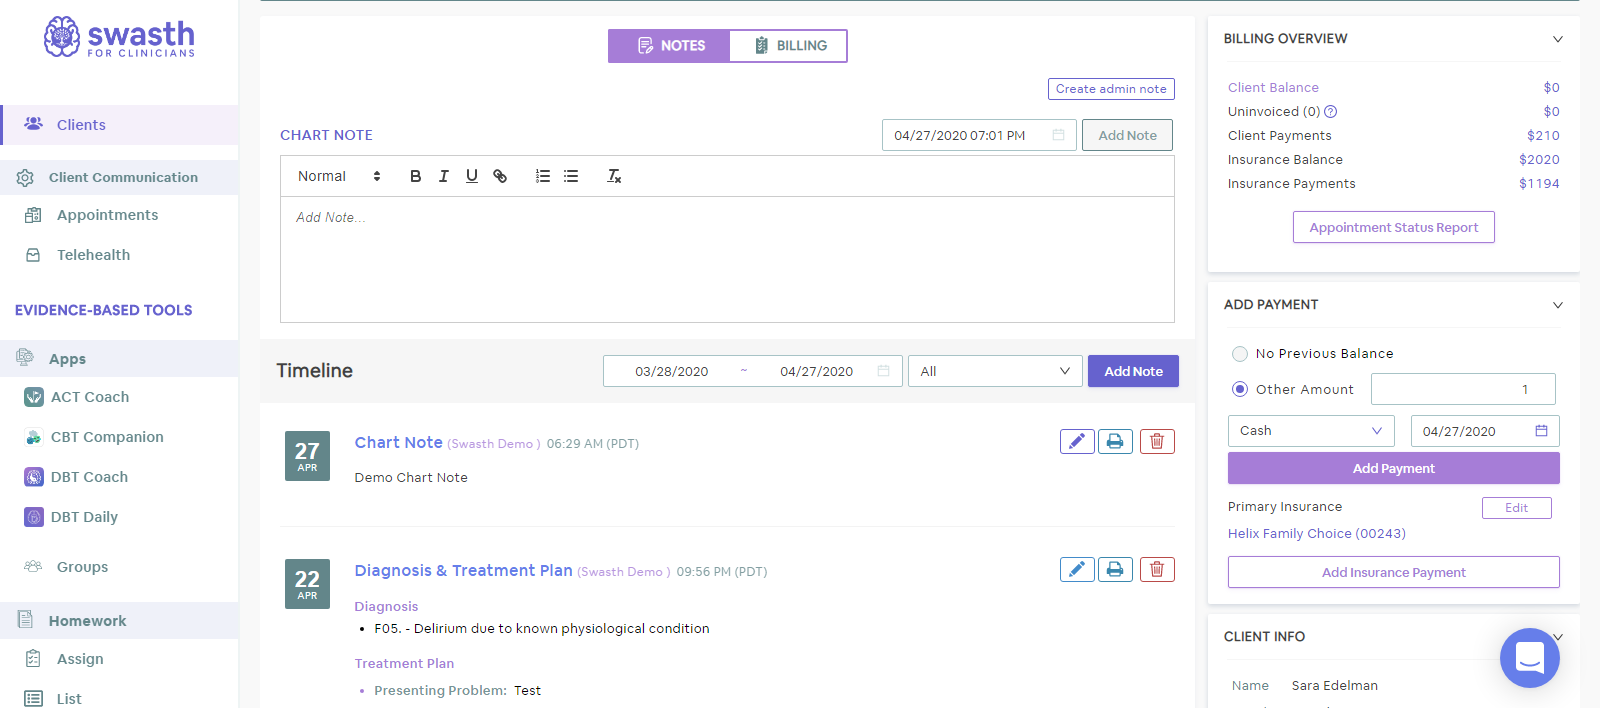 swasth
FOR CLINICIANS
Clients
Client Communication
Appointments
Telehealth
EVIDENCE-BASED TOOLS
Apps
ACT Coach
CBT Companion
DBT Coach
DBT Daily
Groups
Homework
Assign
List
NOTES
BILLING
Create admin note
CHART NOTE
04/27/2020 07:01 PM
Add Note
Normal
B I U
Add Note...
Timeline
03/28/2020 ~ 04/27/2020
All
Add Note
27
APR
Chart Note (Swasth Demo ) 06:29 AM (PDT)
Demo Chart Note
22
APR
Diagnosis & Treatment Plan (Swasth Demo ) 09:56 PM (PDT)
Diagnosis
• F05. - Delirium due to known physiological condition
Treatment Plan
• Presenting Problem: Test
BILLING OVERVIEW
Client Balance $0
Uninvoiced (0) $0
Client Payments $210
Insurance Balance $2020
Insurance Payments $1194
Appointment Status Report
ADD PAYMENT
No Previous Balance
Other Amount 1
Cash
04/27/2020
Add Payment
Primary Insurance
Edit
Helix Family Choice (00243)
Add Insurance Payment
CLIENT INFO
Name Sara Edelman